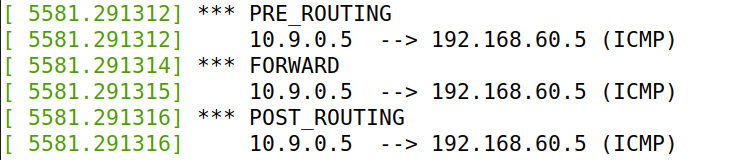 [ 5581.291312] *** PRE_ROUTING
[ 5581.291312]     10.9.0.5  --> 192.168.60.5 (ICMP)
[ 5581.291314] *** FORWARD
[ 5581.291315]     10.9.0.5  --> 192.168.60.5 (ICMP)
[ 5581.291316] *** POST_ROUTING
[ 5581.291316]     10.9.0.5  --> 192.168.60.5 (ICMP)